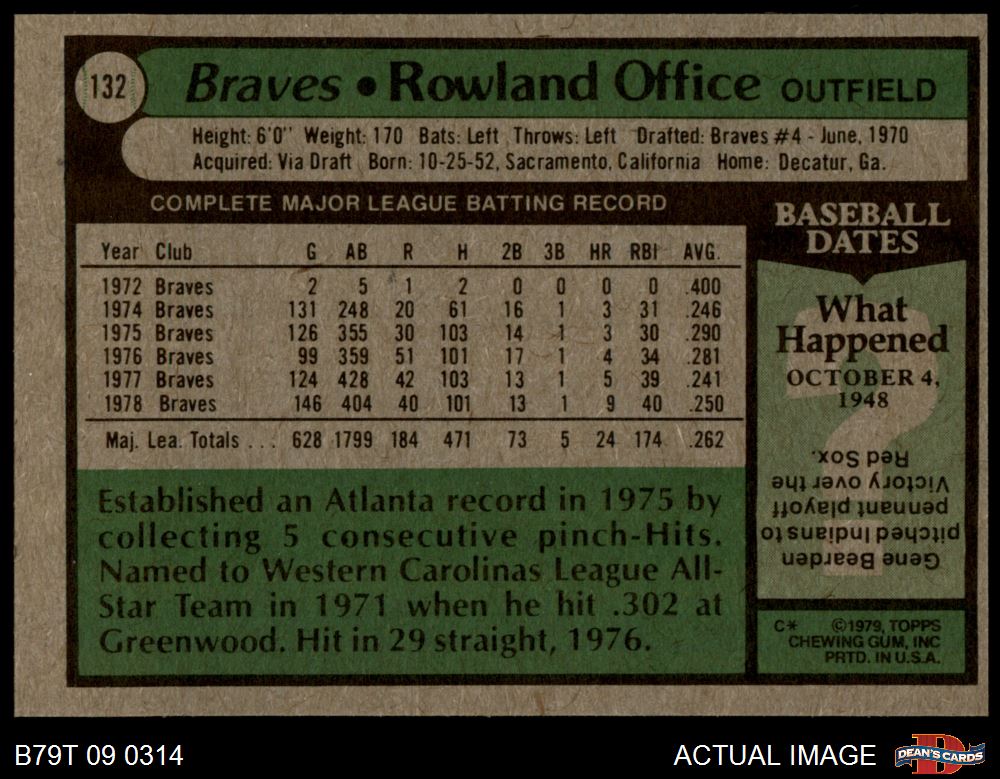 132
Braves • Rowland Office OUTFIELD
Height: 6'0" Weight: 170 Bats: Left Throws: Left Drafted: Braves #4 - June, 1970
Acquired: Via Draft Born: 10-25-52, Sacramento, California Home: Decatur, Ga.
COMPLETE MAJOR LEAGUE BATTING RECORD
Year Club G AB R H 2B 3B HR RBI AVG.
1972 Braves 2 5 1 2 0 0 0 0 .400
1974 Braves 131 248 20 61 16 1 3 31 .246
1975 Braves 126 355 30 103 14 1 3 30 .290
1976 Braves 99 359 51 101 17 1 4 34 .281
1977 Braves 124 428 42 103 13 1 5 39 .241
1978 Braves 146 404 40 101 13 1 9 40 .250
Maj. Lea. Totals ... 628 1799 184 471 73 5 24 174 .262
Established an Atlanta record in 1975 by
collecting 5 consecutive pinch-Hits.
Named to Western Carolinas League All-
Star Team in 1971 when he hit .302 at
Greenwood. Hit in 29 straight, 1976.
BASEBALL
DATES
What
Happened
OCTOBER 4,
1948
?
Gene Bearden
pitched Indians to
pennant playoff
Victory over the
Red Sox.
C* ©1979, TOPPS
CHEWING GUM, INC
PRTD. IN U.S.A.
B79T 09 0314
ACTUAL IMAGE
DEAN'S CARDS